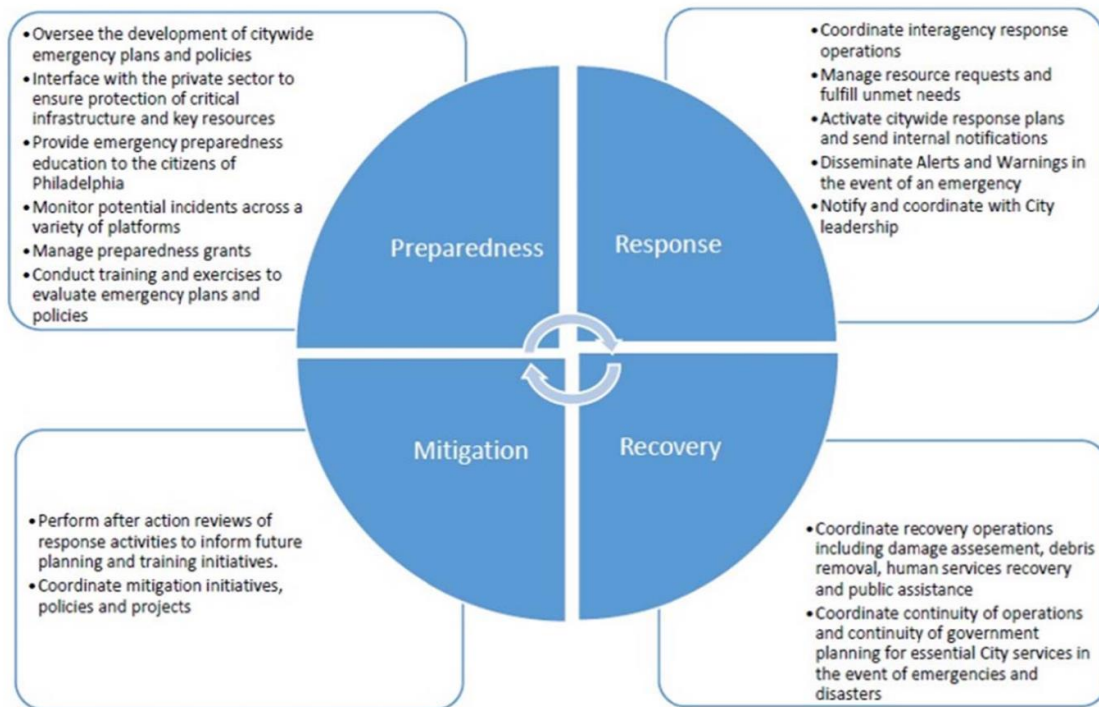 •Oversee the development of citywide
emergency plans and policies
•Interface with the private sector to
ensure protection of critical
infrastructure and key resources
•Provide emergency preparedness
education to the citizens of
Philadelphia
•Monitor potential incidents across a
variety of platforms
•Manage preparedness grants
•Conduct training and exercises to
evaluate emergency plans and
policies
•Coordinate interagency response
operations
•Manage resource requests and
fulfill unmet needs
•Activate citywide response plans
and send internal notifications
•Disseminate Alerts and Warnings in
the event of an emergency
•Notify and coordinate with City
leadership
Preparedness
Response
Mitigation
Recovery
•Perform after action reviews of
response activities to inform future
planning and training initiatives.
•Coordinate mitigation initiatives,
policies and projects
•Coordinate recovery operations
including damage assesement, debris
removal, human services recovery
and public assistance
•Coordinate continuity of operations
and continuity of government
planning for essential City services in
the event of emergencies and
disasters